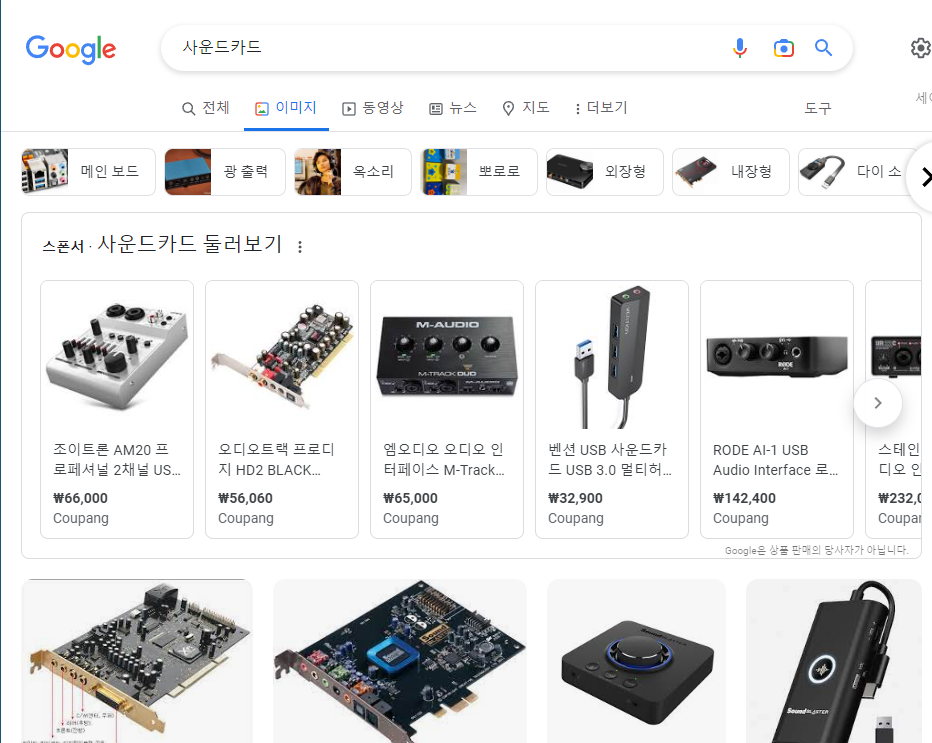 Google
사운드카드
세
전체
이미지
동영상
뉴스
지도
더보기
도구
메인 보드
광 출력
옥소리
뽀로로
외장형
내장형
다이 소
스폰서 · 사운드카드 둘러보기
M-AUDIO
M-TRACK DUO
M-AUDIO
RODE
조이트론 AM20 프
로페셔널 2채널 US...
₩66,000
Coupang
오디오트랙 프로디
지 HD2 BLACK...
₩56,060
Coupang
엠오디오 오디오 인
터페이스 M-Track...
₩65,000
Coupang
벤션 USB 사운드카
드 USB 3.0 멀티허...
₩32,900
Coupang
RODE AI-1 USB
Audio Interface 로...
₩142,400
Coupang
스테인
디오 인
₩232,0
Coupan
Google은 상품 판매의 당사자가 아닙니다.
Sound BLASTER